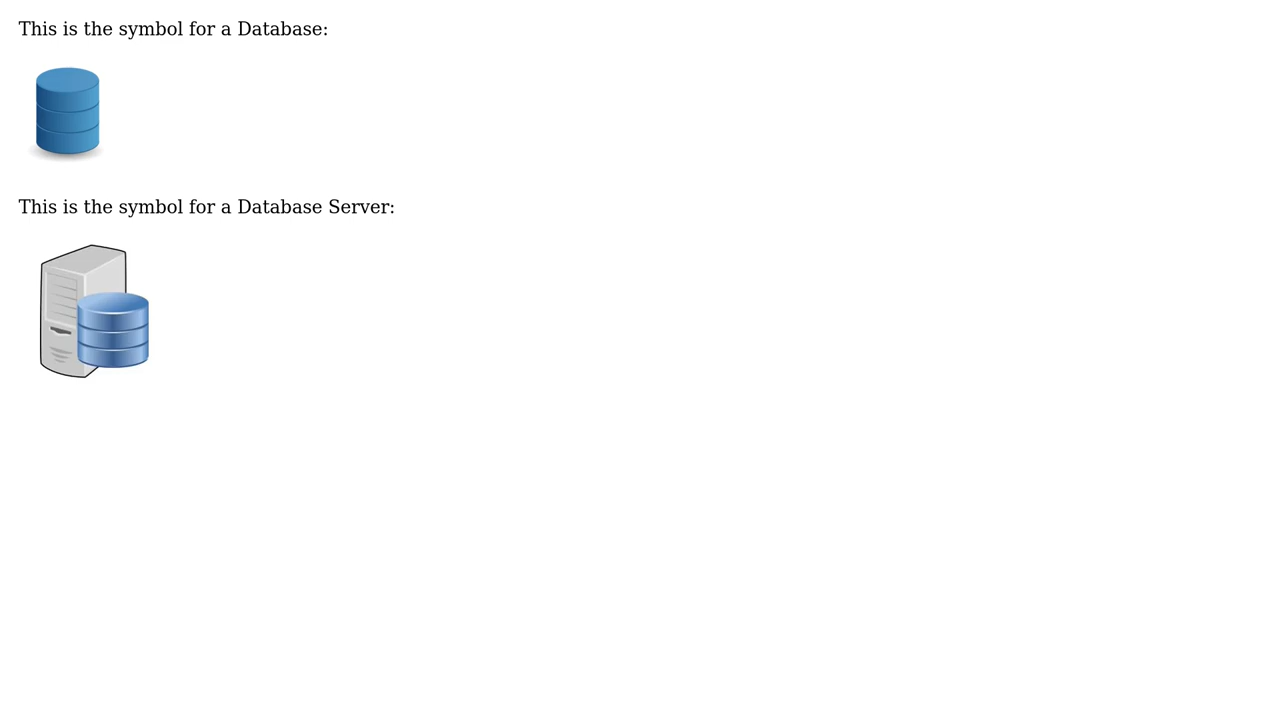 This is the symbol for a Database:
This is the symbol for a Database Server: